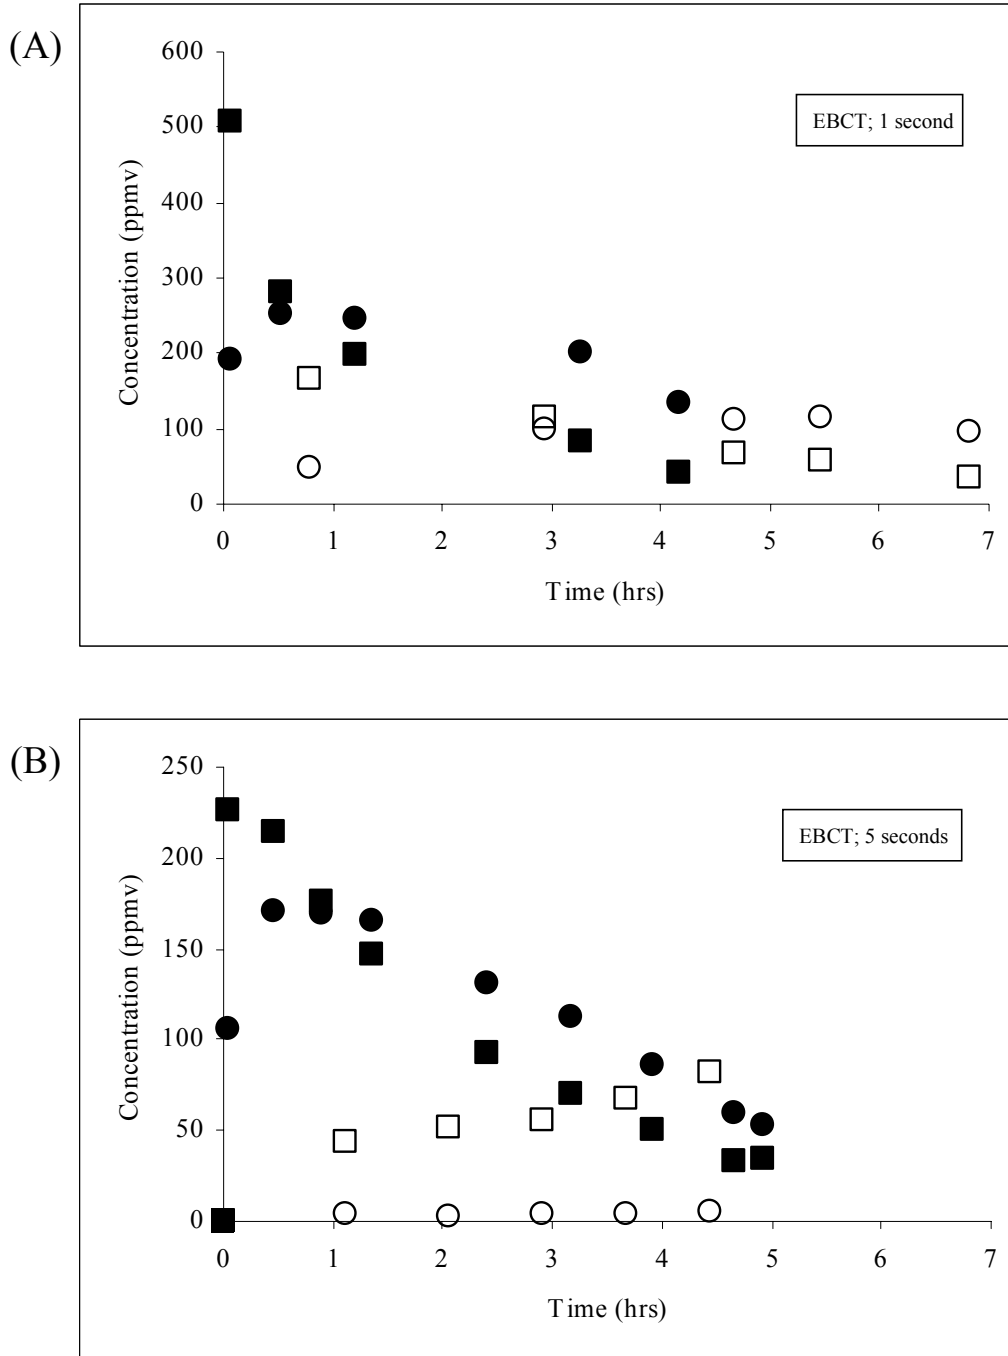 (A)
600
500
400
300
200
100
0
Concentration (ppmv)
EBCT; 1 second
0 1 2 3 4 5 6 7
Time (hrs)
(B)
250
200
150
100
50
0
Concentration (ppmv)
EBCT; 5 seconds
0 1 2 3 4 5 6 7
Time (hrs)